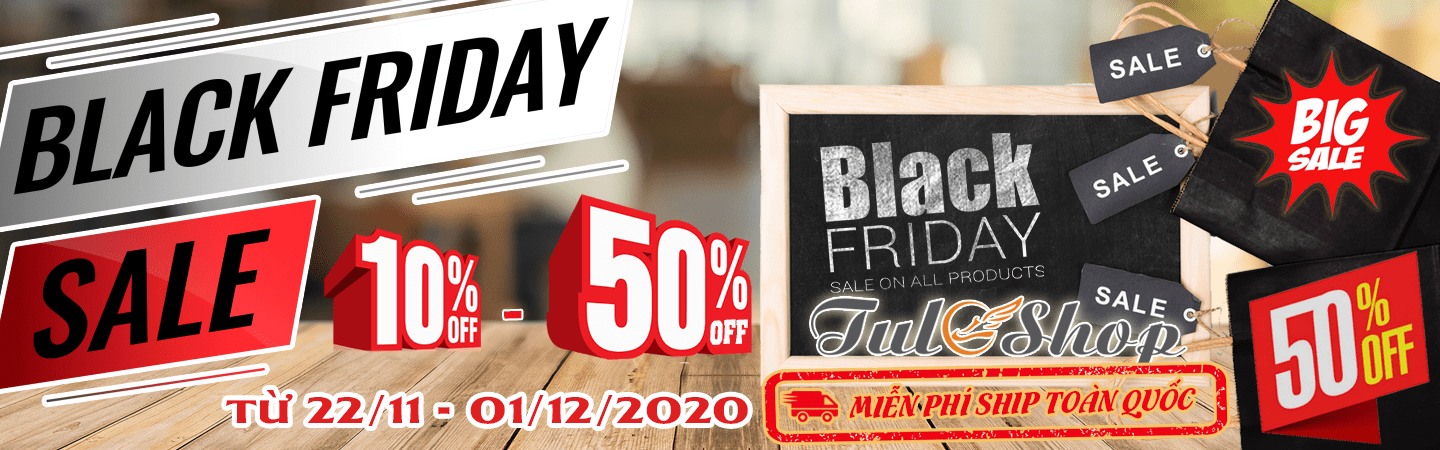 BLACK FRIDAY
SALE
10% OFF
-
50% OFF
TỪ 22/11 - 01/12/2020
Black
FRIDAY
SALE ON ALL PRODUCTS
TuloShop
MIỄN PHÍ SHIP TOÀN QUỐC
SALE
SALE
SALE
BIG
SALE
50% OFF